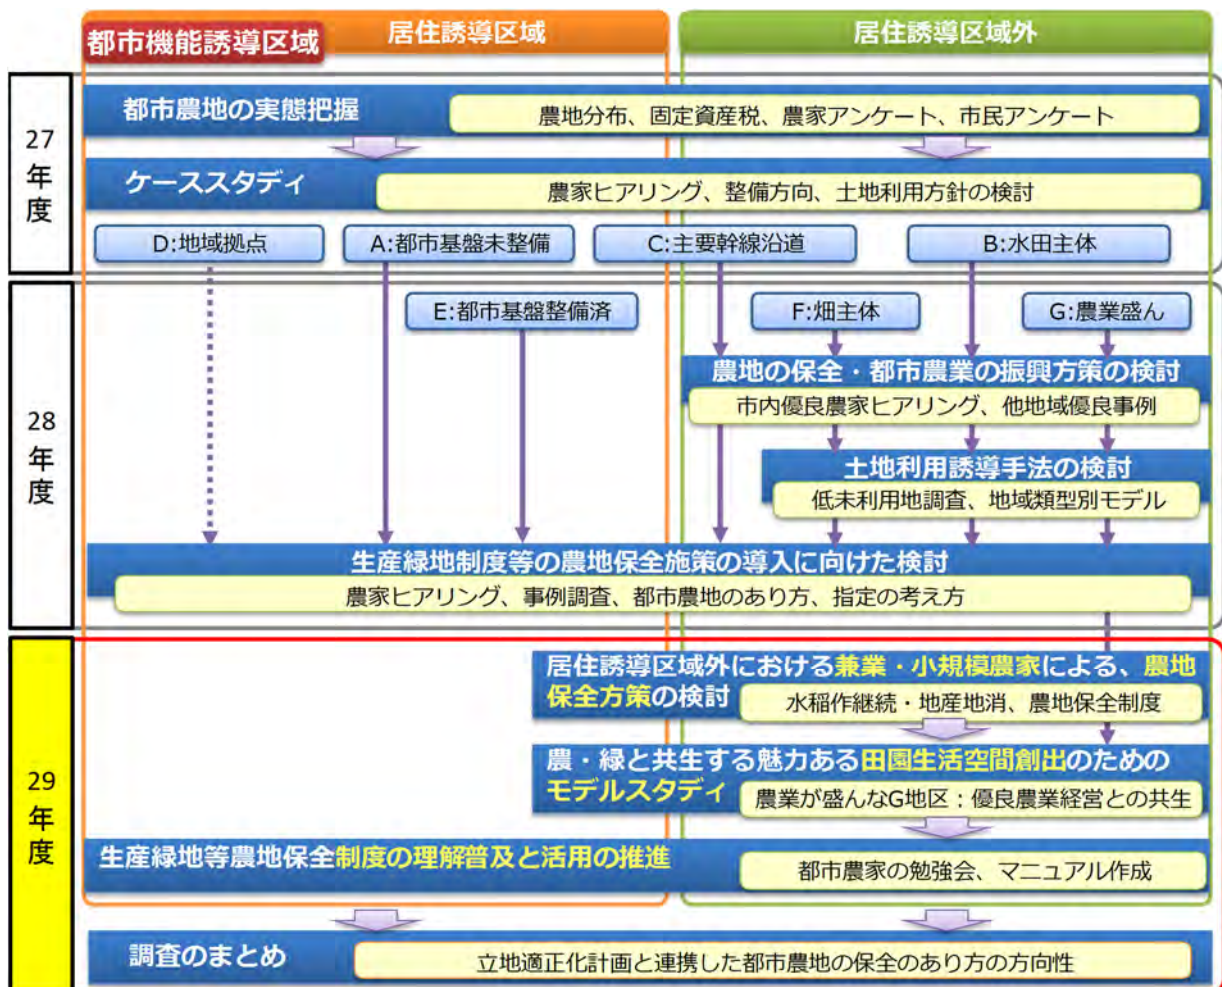 都市機能誘導区域
居住誘導区域
居住誘導区域外
27
年
度
都市農地の実態把握
農地分布、固定資産税、農家アンケート、市民アンケート
ケーススタディ
農家ヒアリング、整備方向、土地利用方針の検討
D:地域拠点
A:都市基盤未整備
C:主要幹線沿道
B:水田主体
28
年
度
E:都市基盤整備済
F:畑主体
G:農業盛ん
農地の保全・都市農業の振興方策の検討
市内優良農家ヒアリング、他地域優良事例
土地利用誘導手法の検討
低未利用地調査、地域類型別モデル
生産緑地制度等の農地保全施策の導入に向けた検討
農家ヒアリング、事例調査、都市農地のあり方、指定の考え方
29
年
度
居住誘導区域外における兼業・小規模農家による、農地
保全方策の検討
水稲作継続・地産地消、農地保全制度
農・緑と共生する魅力ある田園生活空間創出のための
モデルスタディ
農業が盛んなG地区：優良農業経営との共生
生産緑地等農地保全制度の理解普及と活用の推進
都市農家の勉強会、マニュアル作成
調査のまとめ
立地適正化計画と連携した都市農地の保全のあり方の方向性